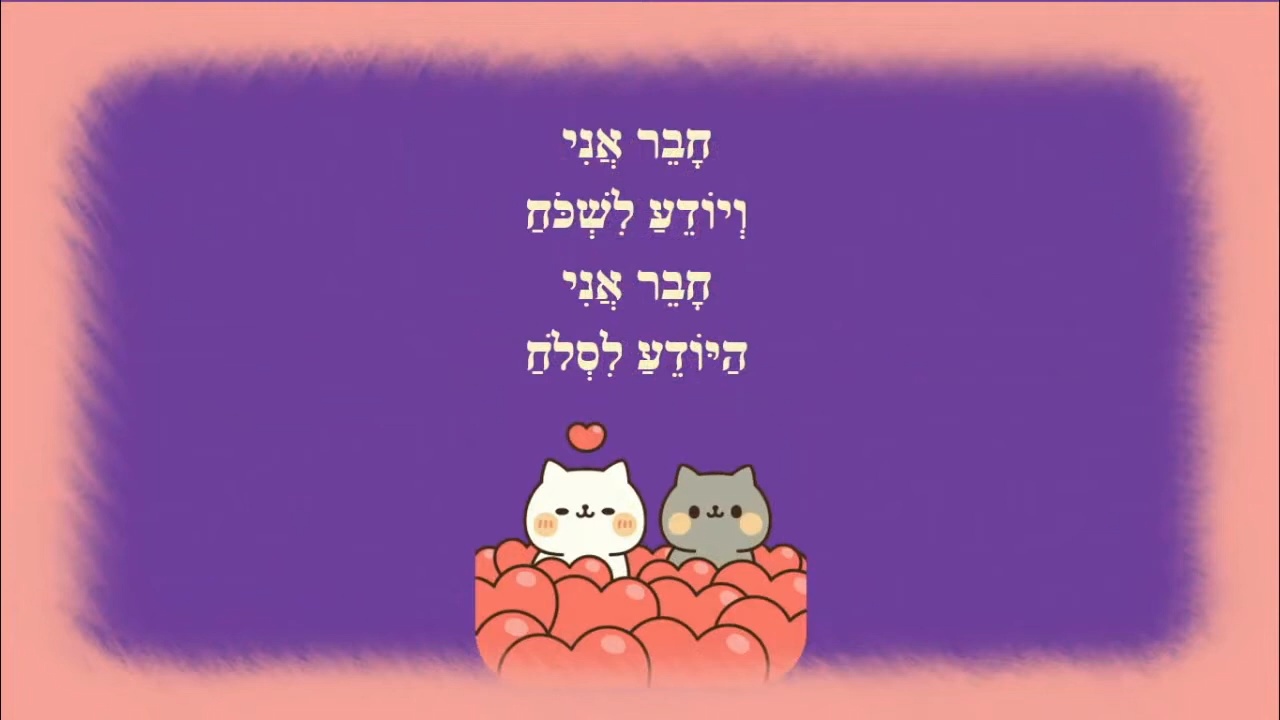 חָבֵר אֲנִי
וְיוֹדֵעַ לִשְׁכֹּחַ
חָבֵר אֲנִי
הַיּוֹדֵעַ לִסְלֹחַ